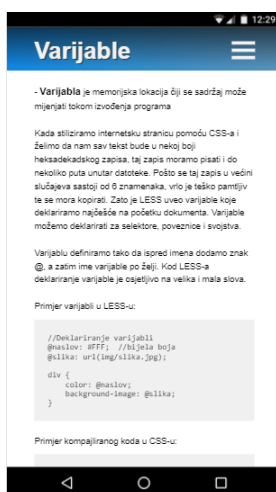 12:29
Varijable
- Varijabla je memorijska lokacija čiji se sadržaj može
mijenjati tokom izvođenja programa
Kada stiliziramo internetsku stranicu pomoću CSS-a i
želimo da nam sav tekst bude u nekoj boji
heksadekadskog zapisa, taj zapis moramo pisati i do
nekoliko puta unutar datoteke. Pošto se taj zapis u većini
slučajeva sastoji od 6 znamenaka, vrlo je teško pamtljiv
te se mora kopirati. Zato je LESS uveo varijable koje
deklariramo najčešće na početku dokumenta. Varijable
možemo deklarirati za selektore, poveznice i svojstva.
Varijablu definiramo tako da ispred imena dodamo znak
@, a zatim ime varijable po želji. Kod LESS-a
deklariranje varijable je osjetljivo na velika i mala slova.
Primjer varijabli u LESS-u:
//Deklariranje varijabli
@naslov: #FFF; //bijela boja
@slika: url(img/slika.jpg);
div {
color: @naslov;
background-image: @slika;
}
Primjer kompajliranog koda u CSS-u: